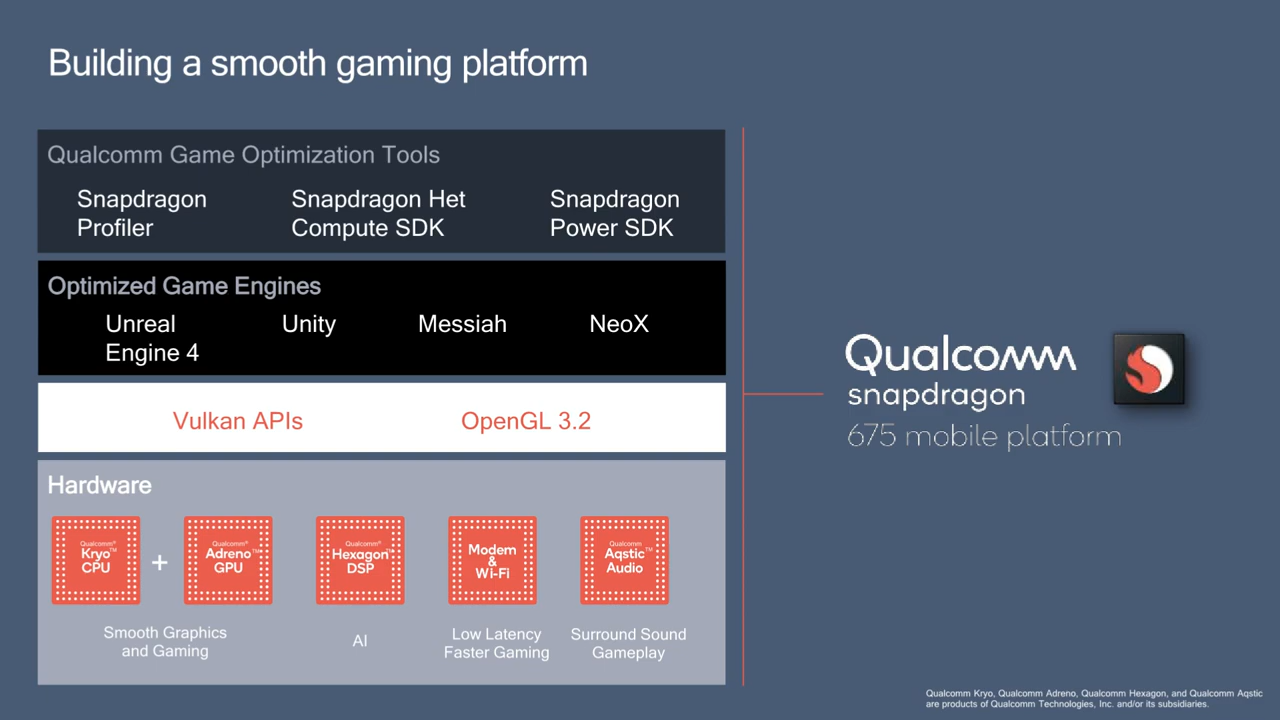 Building a smooth gaming platform
Qualcomm Game Optimization Tools
Snapdragon
Profiler
Snapdragon Het
Compute SDK
Snapdragon
Power SDK
Optimized Game Engines
Unreal
Engine 4
Unity
Messiah
NeoX
Vulkan APIs
OpenGL 3.2
Hardware
Qualcomm®
Kryo™
CPU
+
Qualcomm®
Adreno™
GPU
Qualcomm®
Hexagon™
DSP
Modem
&
Wi-Fi
Qualcomm
Aqstic™
Audio
Smooth Graphics
and Gaming
AI
Low Latency
Faster Gaming
Surround Sound
Gameplay
Qualcomm
snapdragon
675 mobile platform
Qualcomm Kryo, Qualcomm Adreno, Qualcomm Hexagon, and Qualcomm Aqstic
are products of Qualcomm Technologies, Inc. and/or its subsidiaries.